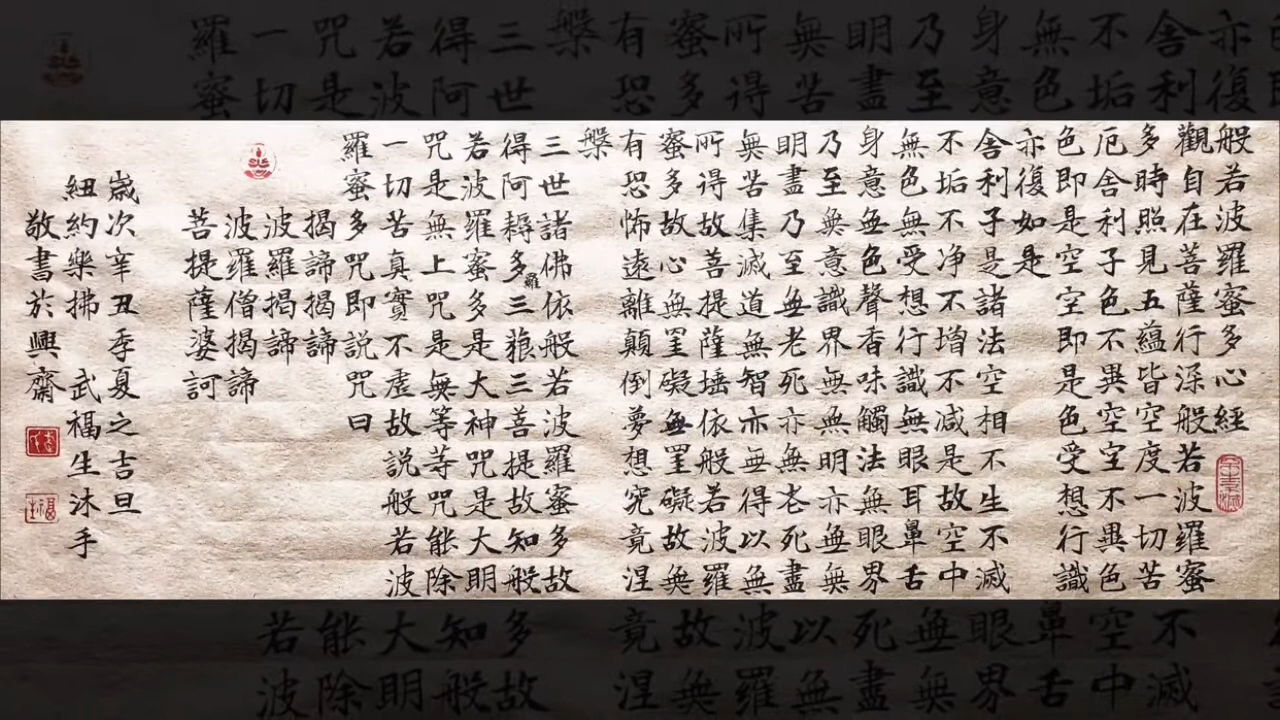 般若波羅蜜多心經
觀自在菩薩行深般若波羅蜜
多時照見五蘊皆空度一切苦
厄舍利子色不異空空不異色
色即是空空即是色受想行識
亦復如是
舍利子是諸法空相不生不滅
不垢不净不增不減是故空中
無色無受想行識無眼耳鼻舌
身意無色聲香味觸法無眼界
乃至無意識界無無明亦無無
明盡乃至無老死亦無老死盡
無苦集滅道無智亦無得以無
所得故菩提薩埵依般若波羅
蜜多故心無罣礙無罣礙故無
有恐怖遠離顛倒夢想究竟涅
槃
三世諸佛依般若波羅蜜多故
得阿耨多羅三藐三菩提故知般
若波羅蜜多是大神咒是大明
咒是無上咒是無等等咒能除
一切苦真實不虛故説般若波
羅蜜多咒即説咒曰
揭諦揭諦
波羅揭諦
波羅僧揭諦
菩提薩婆訶
歲次辛丑季夏之吉旦
紐約樂拂 武福生沐手
敬書於興齋